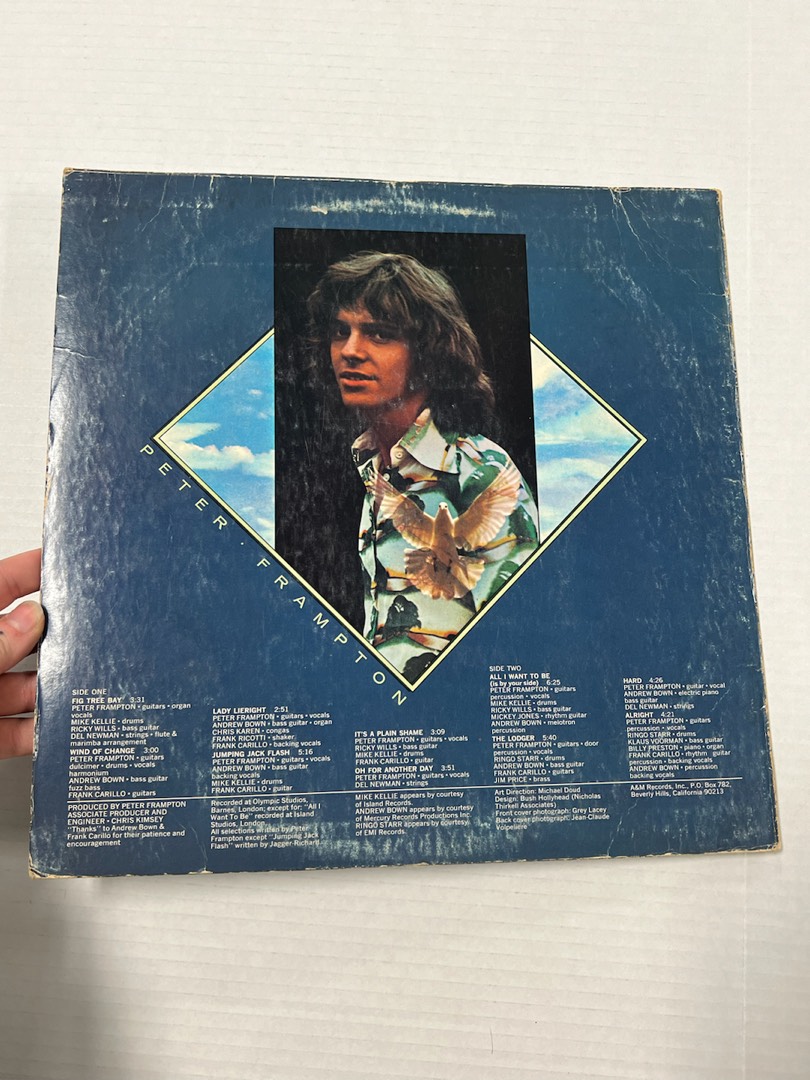 PETER · FRAMPTON
SIDE ONE
FIG TREE BAY 3:31
PETER FRAMPTON • guitars • organ
vocals
MIKE KELLIE • drums
RICKY WILLS • bass guitar
DEL NEWMAN • strings • flute &
marimba arrangement
WIND OF CHANGE 3:00
PETER FRAMPTON • guitars
dulcimer • drums • vocals
harmonium
ANDREW BOWN • bass guitar
fuzz bass
FRANK CARILLO • guitars
LADY LIERIGHT 2:51
PETER FRAMPTON • guitars • vocals
ANDREW BOWN • bass guitar • organ
CHRIS KAREN • congas
FRANK RICOTTI • shaker
FRANK CARILLO • backing vocals
JUMPING JACK FLASH 5:16
PETER FRAMPTON • guitars • vocals
ANDREW BOWN • bass guitar
backing vocals
MIKE KELLIE • drums
FRANK CARILLO • guitar
IT'S A PLAIN SHAME 3:09
PETER FRAMPTON • guitars • vocals
RICKY WILLS • bass guitar
MIKE KELLIE • drums
FRANK CARILLO • guitar
OH FOR ANOTHER DAY 3:51
PETER FRAMPTON • guitars • vocals
DEL NEWMAN • strings
SIDE TWO
ALL I WANT TO BE
(is by your side) 6:25
PETER FRAMPTON • guitars
percussion • vocals
MIKE KELLIE • drums
RICKY WILLS • bass guitar
MICKEY JONES • rhythm guitar
ANDREW BOWN • melotron
percussion
THE LODGER 5:40
PETER FRAMPTON • guitars • door
percussion • vocals
RINGO STARR • drums
ANDREW BOWN • bass guitar
FRANK CARILLO • guitars
JIM PRICE • brass
HARD 4:26
PETER FRAMPTON • guitar • vocal
ANDREW BOWN • electric piano
bass guitar
DEL NEWMAN • strings
ALRIGHT 4:21
PETER FRAMPTON • guitars
percussion • vocals
RINGO STARR • drums
KLAUS VOORMAN • bass guitar
BILLY PRESTON • piano • organ
FRANK CARILLO • rhythm guitar
percussion • backing vocals
ANDREW BOWN • percussion
backing vocals
PRODUCED BY PETER FRAMPTON
ASSOCIATE PRODUCER AND
ENGINEER • CHRIS KIMSEY
"Thanks" to Andrew Bown &
Frank Carillo for their patience and
encouragement
Recorded at Olympic Studios,
Barnes, London; except for: "All I
Want To Be" recorded at Island
Studios, London.
All selections written by Peter
Frampton except "Jumping Jack
Flash" written by Jagger-Richard.
MIKE KELLIE appears by courtesy
of Island Records.
ANDREW BOWN appears by courtesy
of Mercury Records Productions Inc.
RINGO STARR appears by courtesy
of EMI Records.
Art Direction: Michael Doud
Design: Bush Hollyhead (Nicholas
Thirkell Associates)
Front cover photograph: Grey Lacey
Back cover photograph: Jean-Claude
Volpeliere
A&M Records, Inc., P.O. Box 782,
Beverly Hills, California 90213